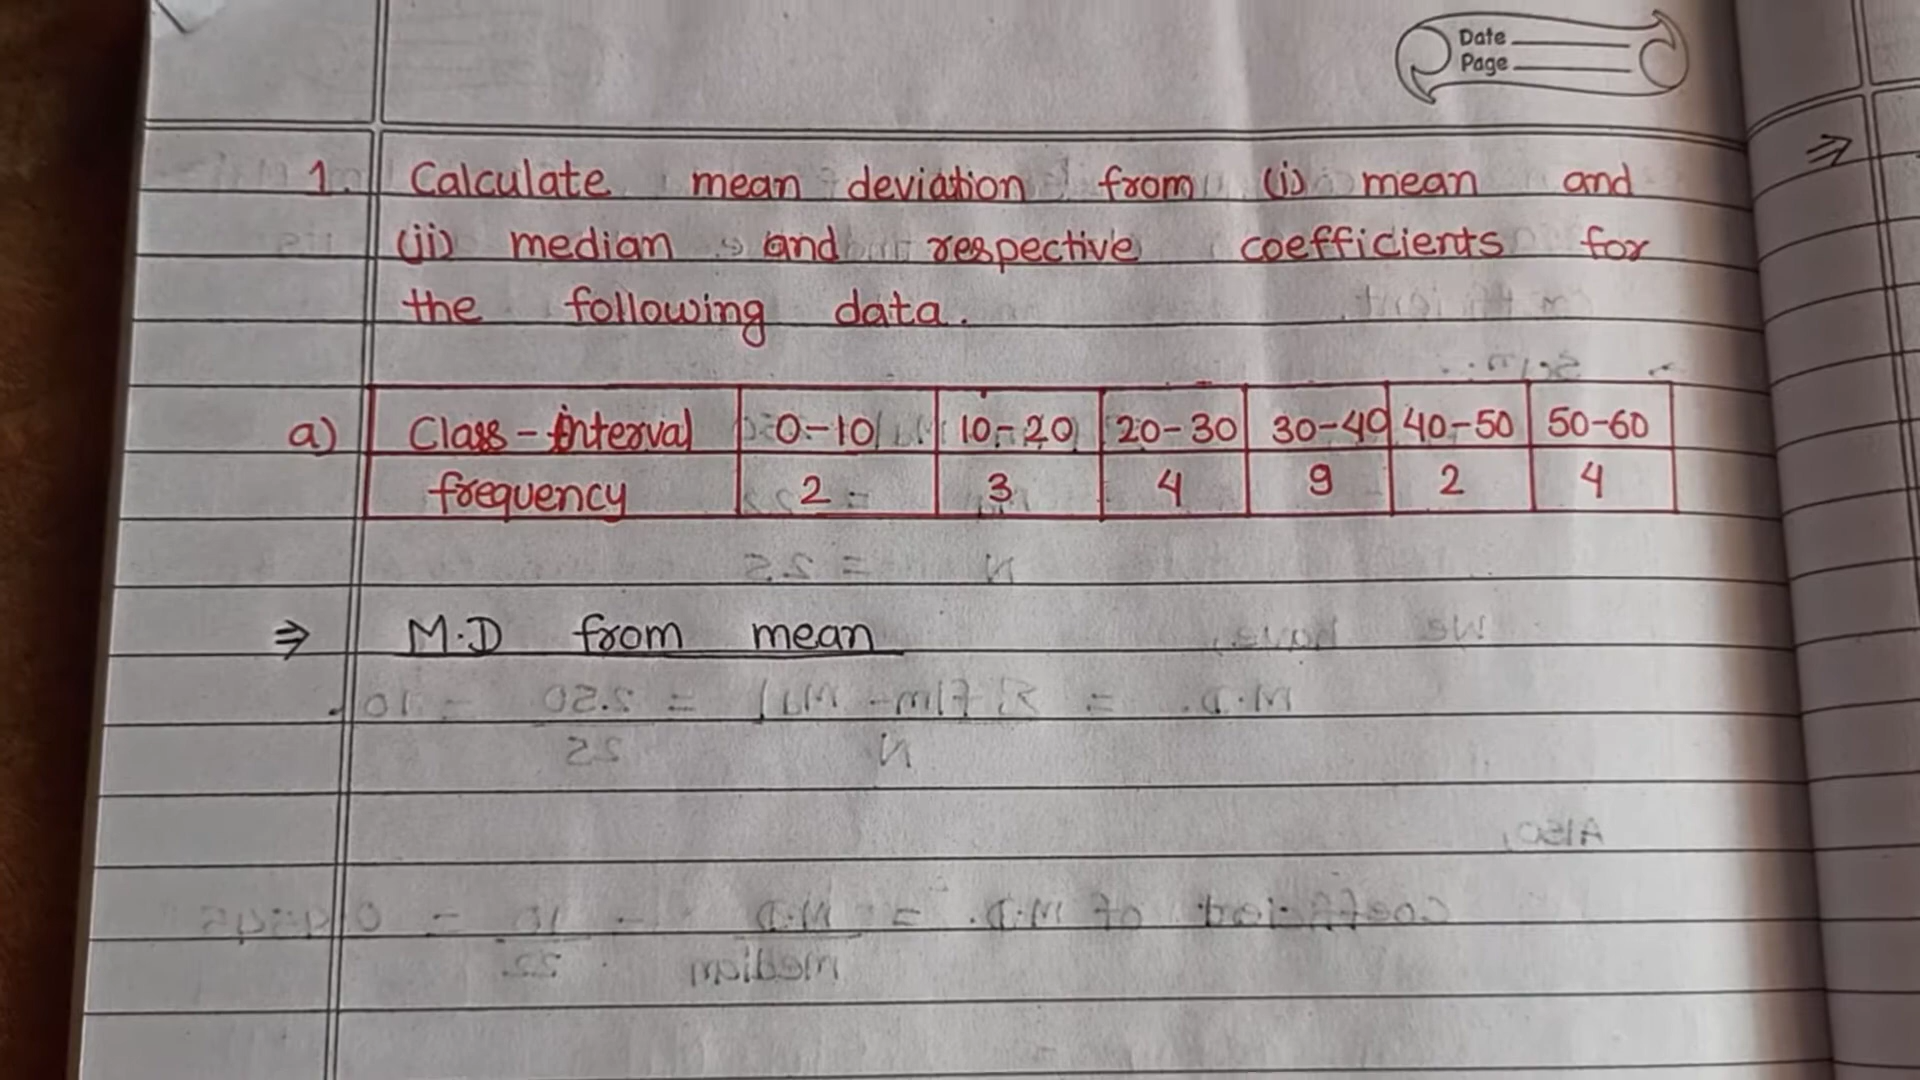 Date
Page
1. Calculate mean deviation from (i) mean and
(ii) median and respective coefficients for
the following data.
a) Class-interval 0-10 10-20 20-30 30-40 40-50 50-60
frequency 2 3 4 9 2 4
⇒ M.D from mean
⇒